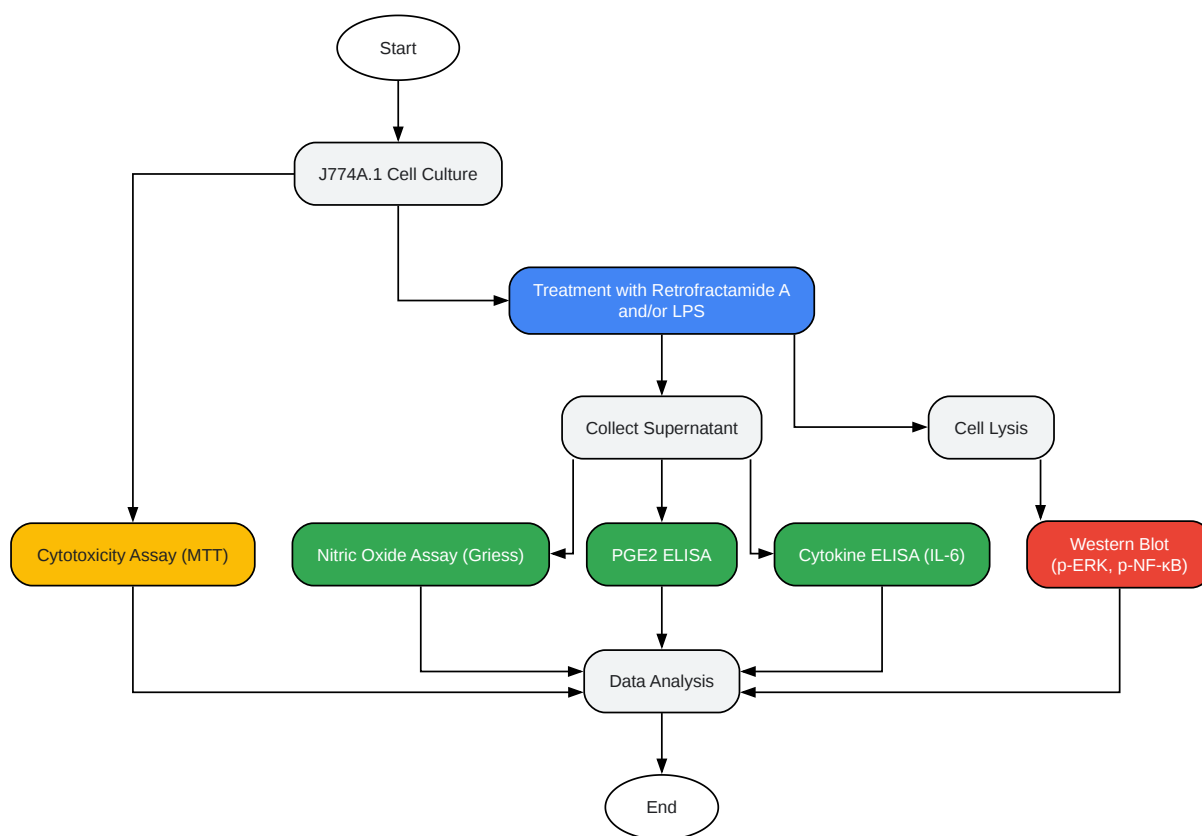 Start
J774A.1 Cell Culture
Treatment with Retrofractamide A
and/or LPS
Collect Supernatant
Cell Lysis
Cytotoxicity Assay (MTT)
Nitric Oxide Assay (Griess)
PGE2 ELISA
Cytokine ELISA (IL-6)
Western Blot
(p-ERK, p-NF-κB)
Data Analysis
End